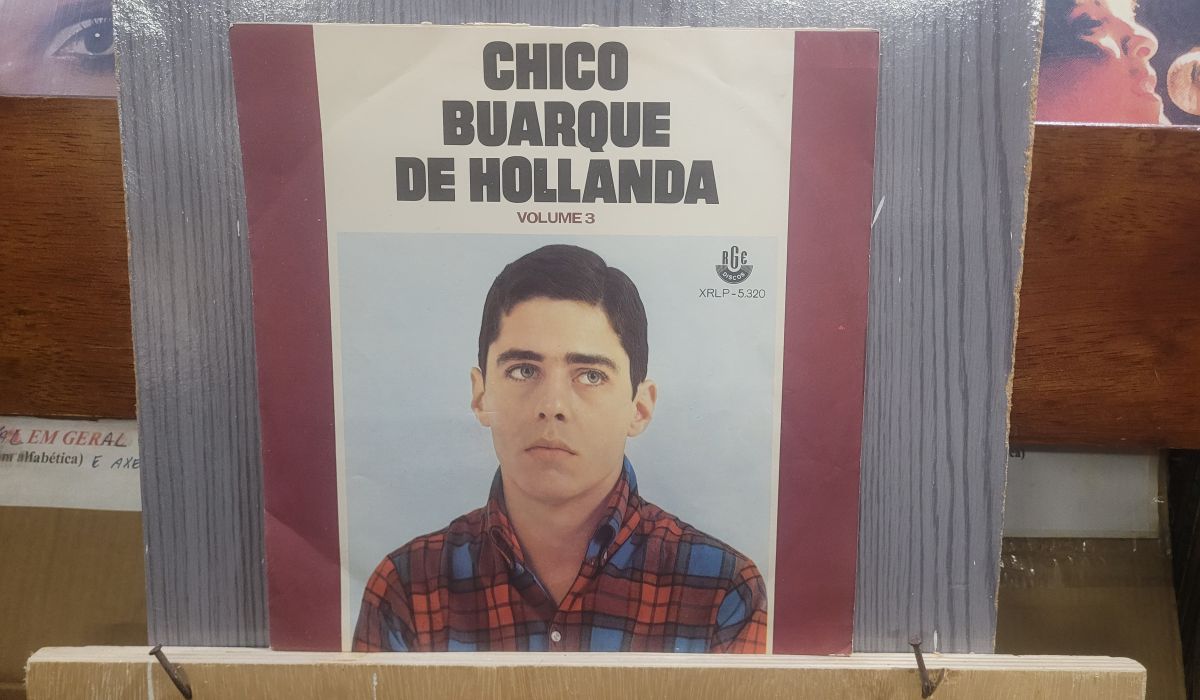 CHICO
BUARQUE
DE HOLLANDA
VOLUME 3
RGE
DISCOS
XRLP-5.320
EM GERAL
alfabética) E AXE